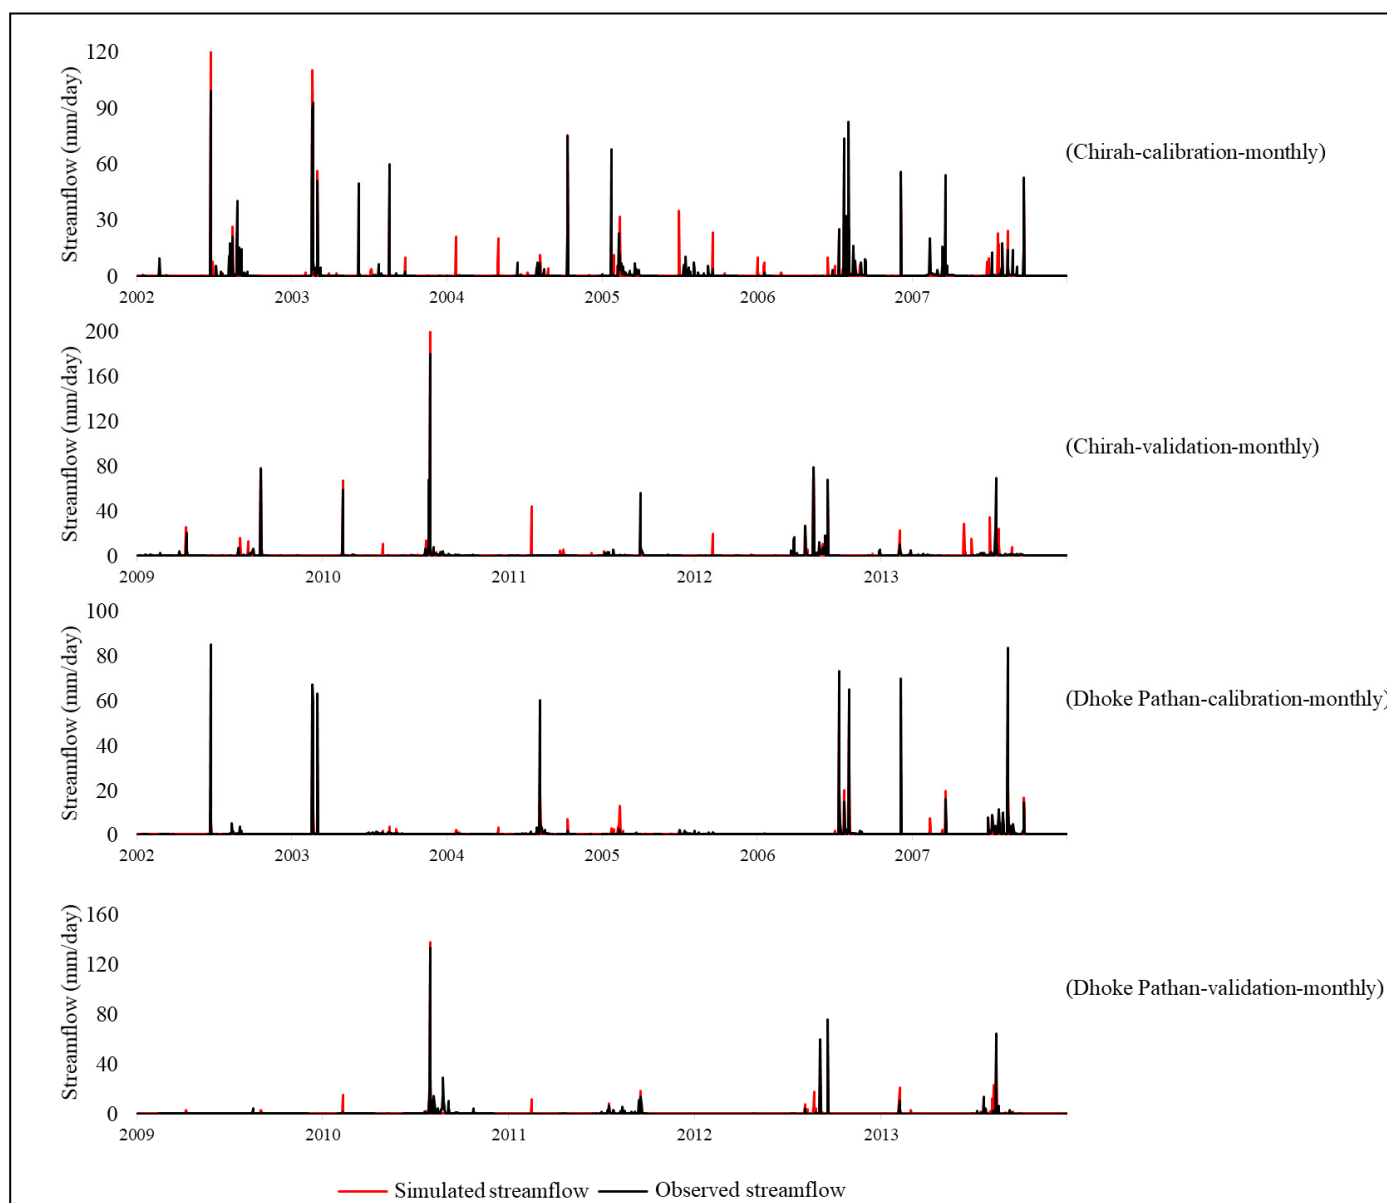 Streamflow (mm/day)
120
90
60
30
0
2002 2003 2004 2005 2006 2007
(Chirah-calibration-monthly)
Streamflow (mm/day)
200
160
120
80
40
0
2009 2010 2011 2012 2013
(Chirah-validation-monthly)
Streamflow (mm/day)
100
80
60
40
20
0
2002 2003 2004 2005 2006 2007
(Dhoke Pathan-calibration-monthly)
Streamflow (mm/day)
160
120
80
40
0
2009 2010 2011 2012 2013
(Dhoke Pathan-validation-monthly)
Simulated streamflow Observed streamflow